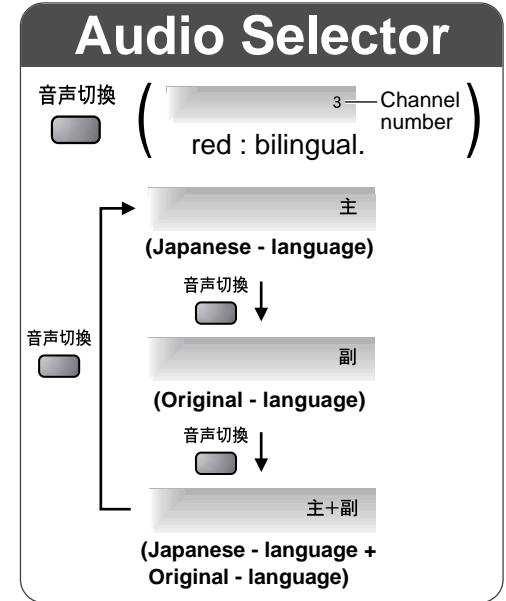 Audio Selector
音声切換
3
Channel
number
red : bilingual.
主
(Japanese - language)
音声切換
音声切換
副
(Original - language)
音声切換
主+副
(Japanese - language +
Original - language)